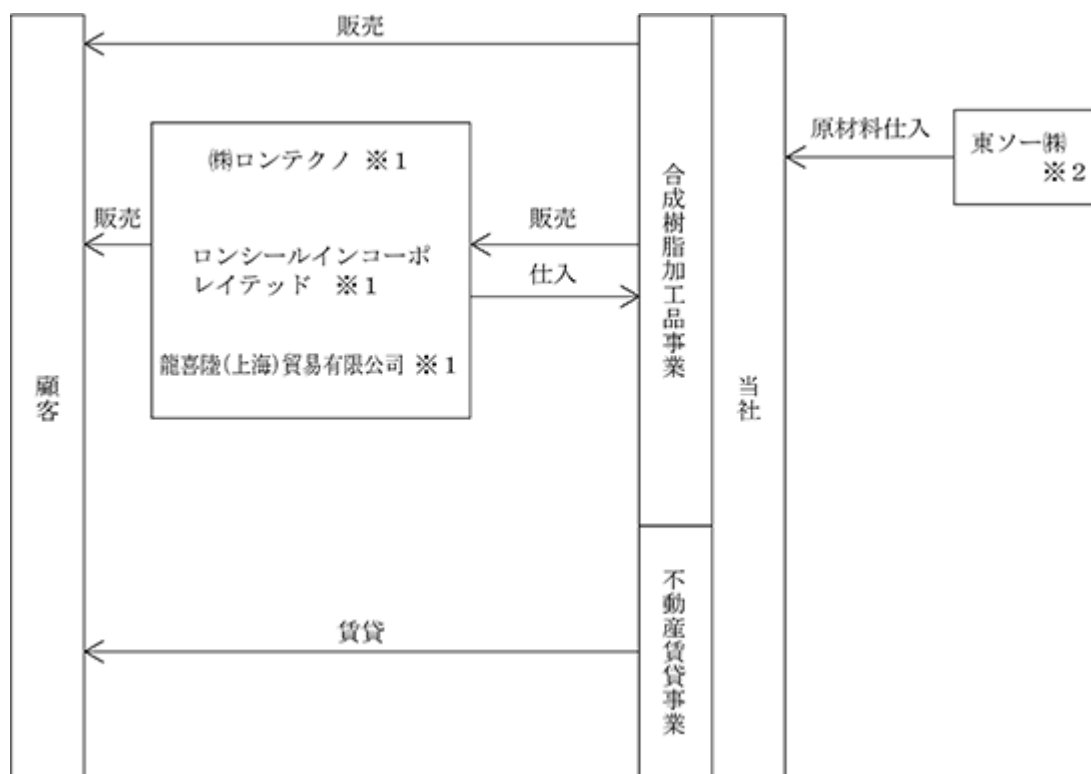 販売
原材料仕入
東ソー㈱
※2
㈱ロンテクノ ※1
販売
販売
ロンシールインコーポ
レイテッド ※1
仕入
龍喜陸(上海)貿易有限公司 ※1
合成樹脂加工品事業
顧客
当社
不動産賃貸事業
賃貸